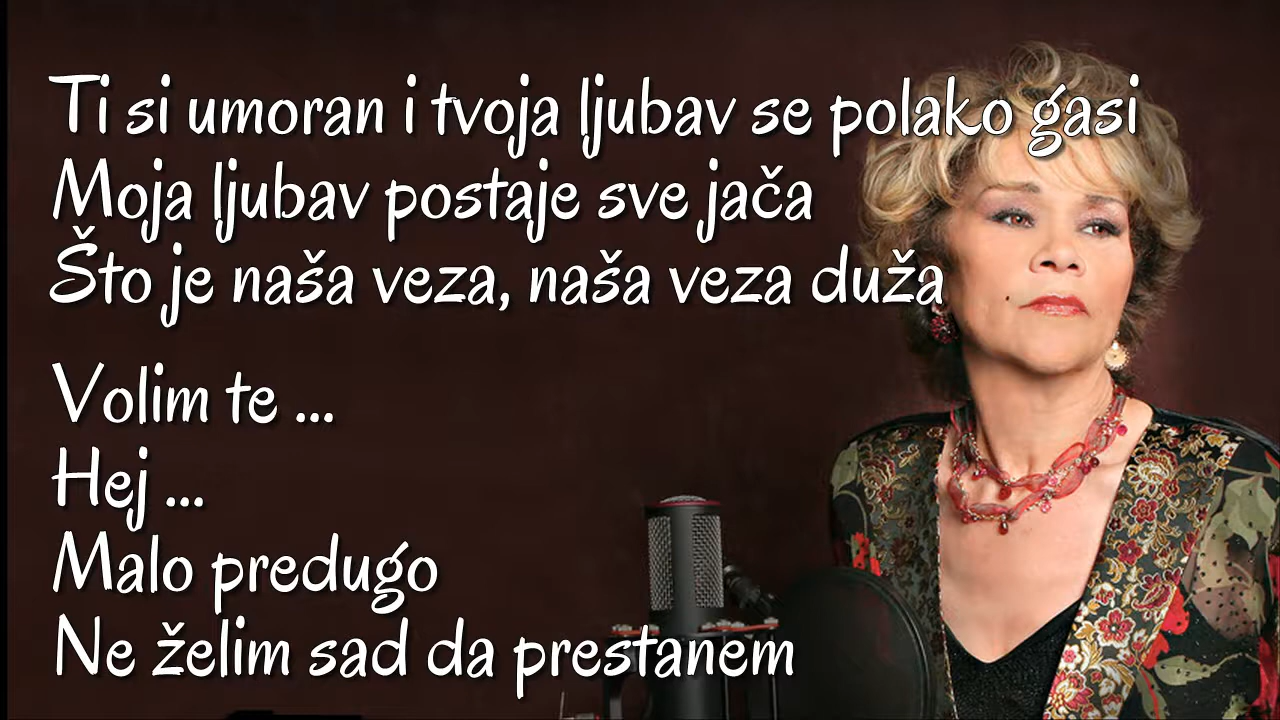 Ti si umoran i tvoja ljubav se polako gasi
Moja ljubav postaje sve jača
Što je naša veza, naša veza duža
Volim te ...
Hej ...
Malo predugo
Ne želim sad da prestanem